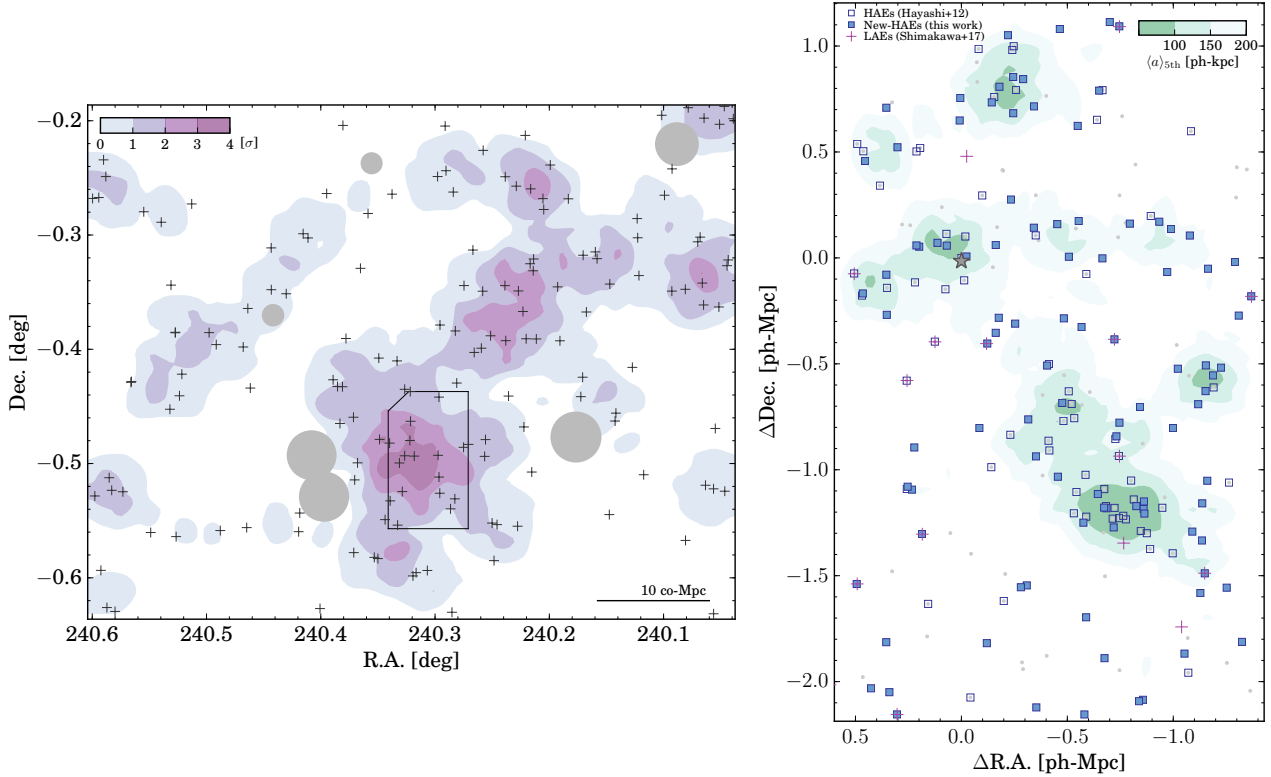 0 1 2 3 4 [σ]
−0.2
−0.3
−0.4
−0.5
−0.6
Dec. [deg]
10 co-Mpc
240.6 240.5 240.4 240.3 240.2 240.1
R.A. [deg]
HAEs (Hayashi+12)
New-HAEs (this work)
LAEs (Shimakawa+17)
100 150 200
⟨a⟩5th [ph-kpc]
1.0
0.5
0.0
−0.5
−1.0
−1.5
−2.0
ΔDec. [ph-Mpc]
0.5 0.0 −0.5 −1.0
ΔR.A. [ph-Mpc]